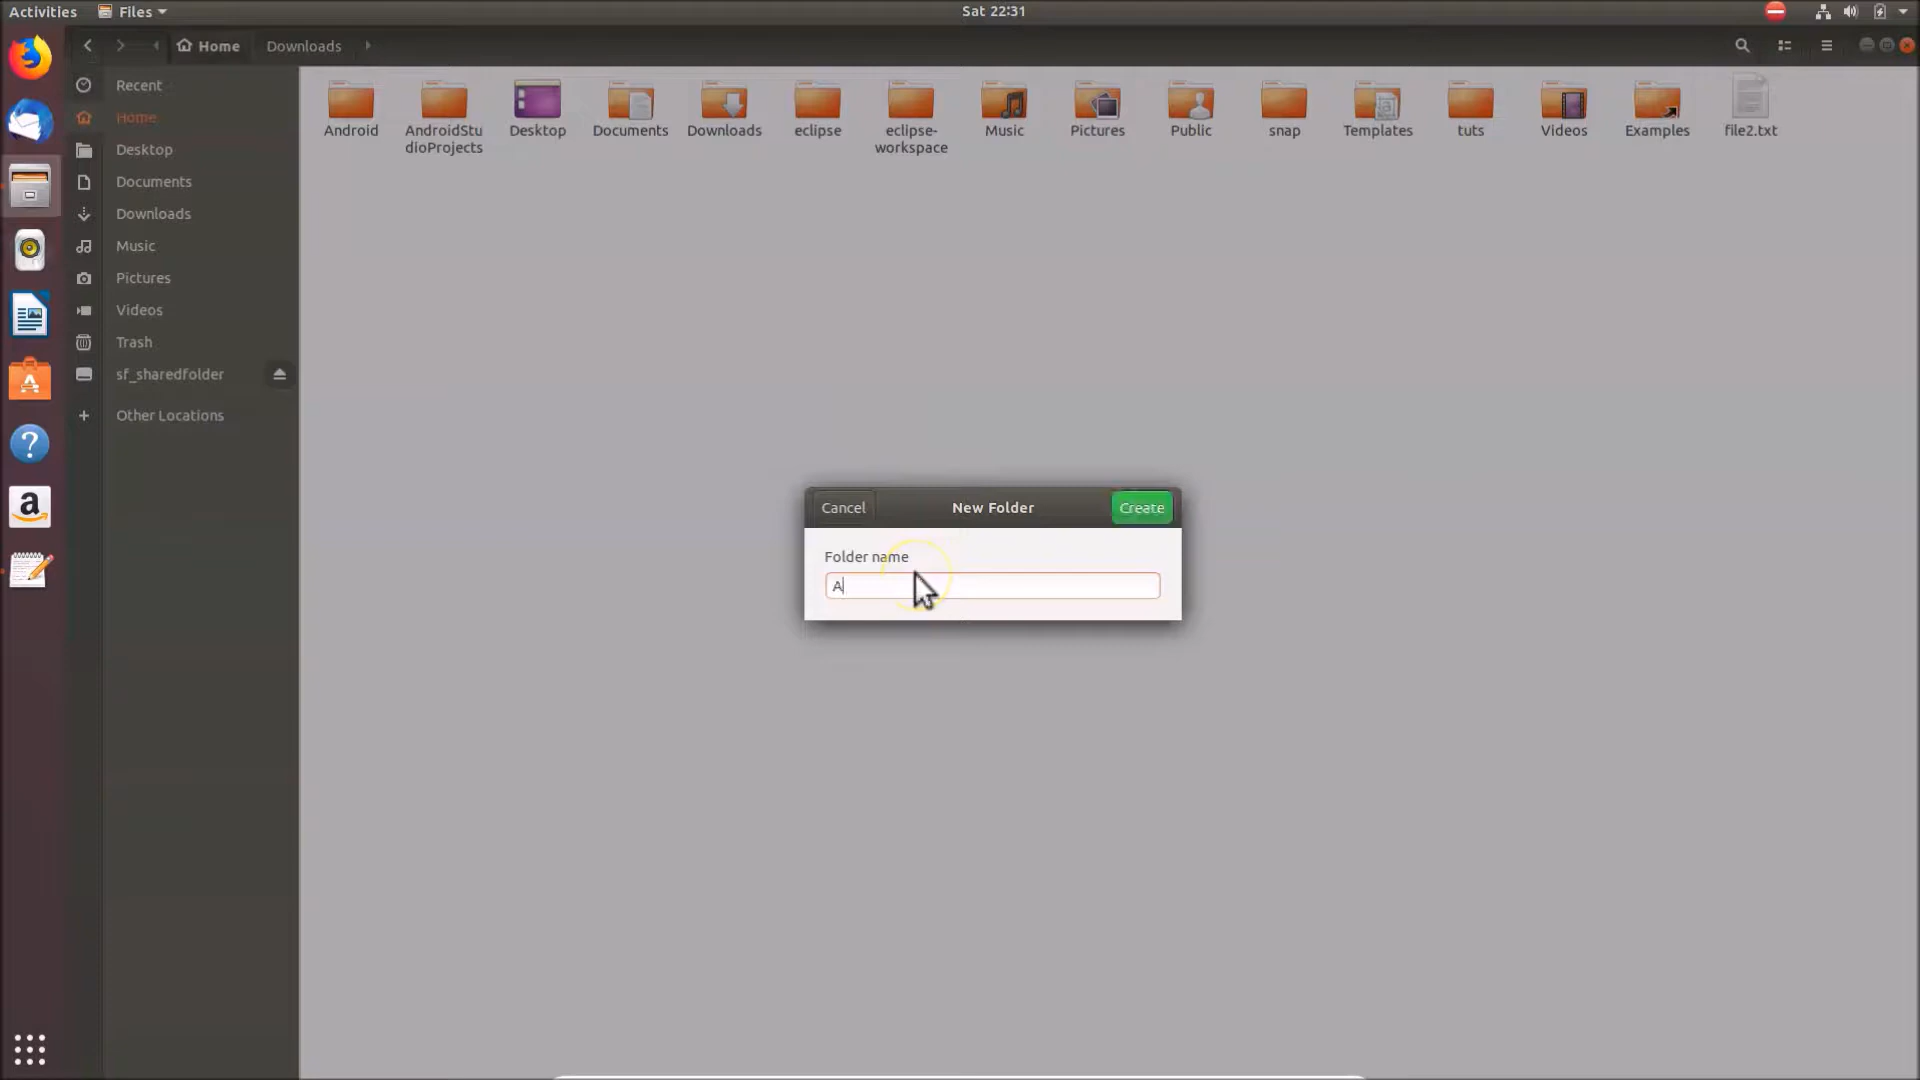 Activities Files Sat 22:31
Home Downloads
Recent
Home
Desktop
Documents
Downloads
Music
Pictures
Videos
Trash
sf_sharedfolder
Other Locations
Android AndroidStu Desktop Documents Downloads eclipse eclipse- Music Pictures Public snap Templates tuts Videos Examples file2.txt
dioProjects workspace
Cancel New Folder Create
Folder name
A